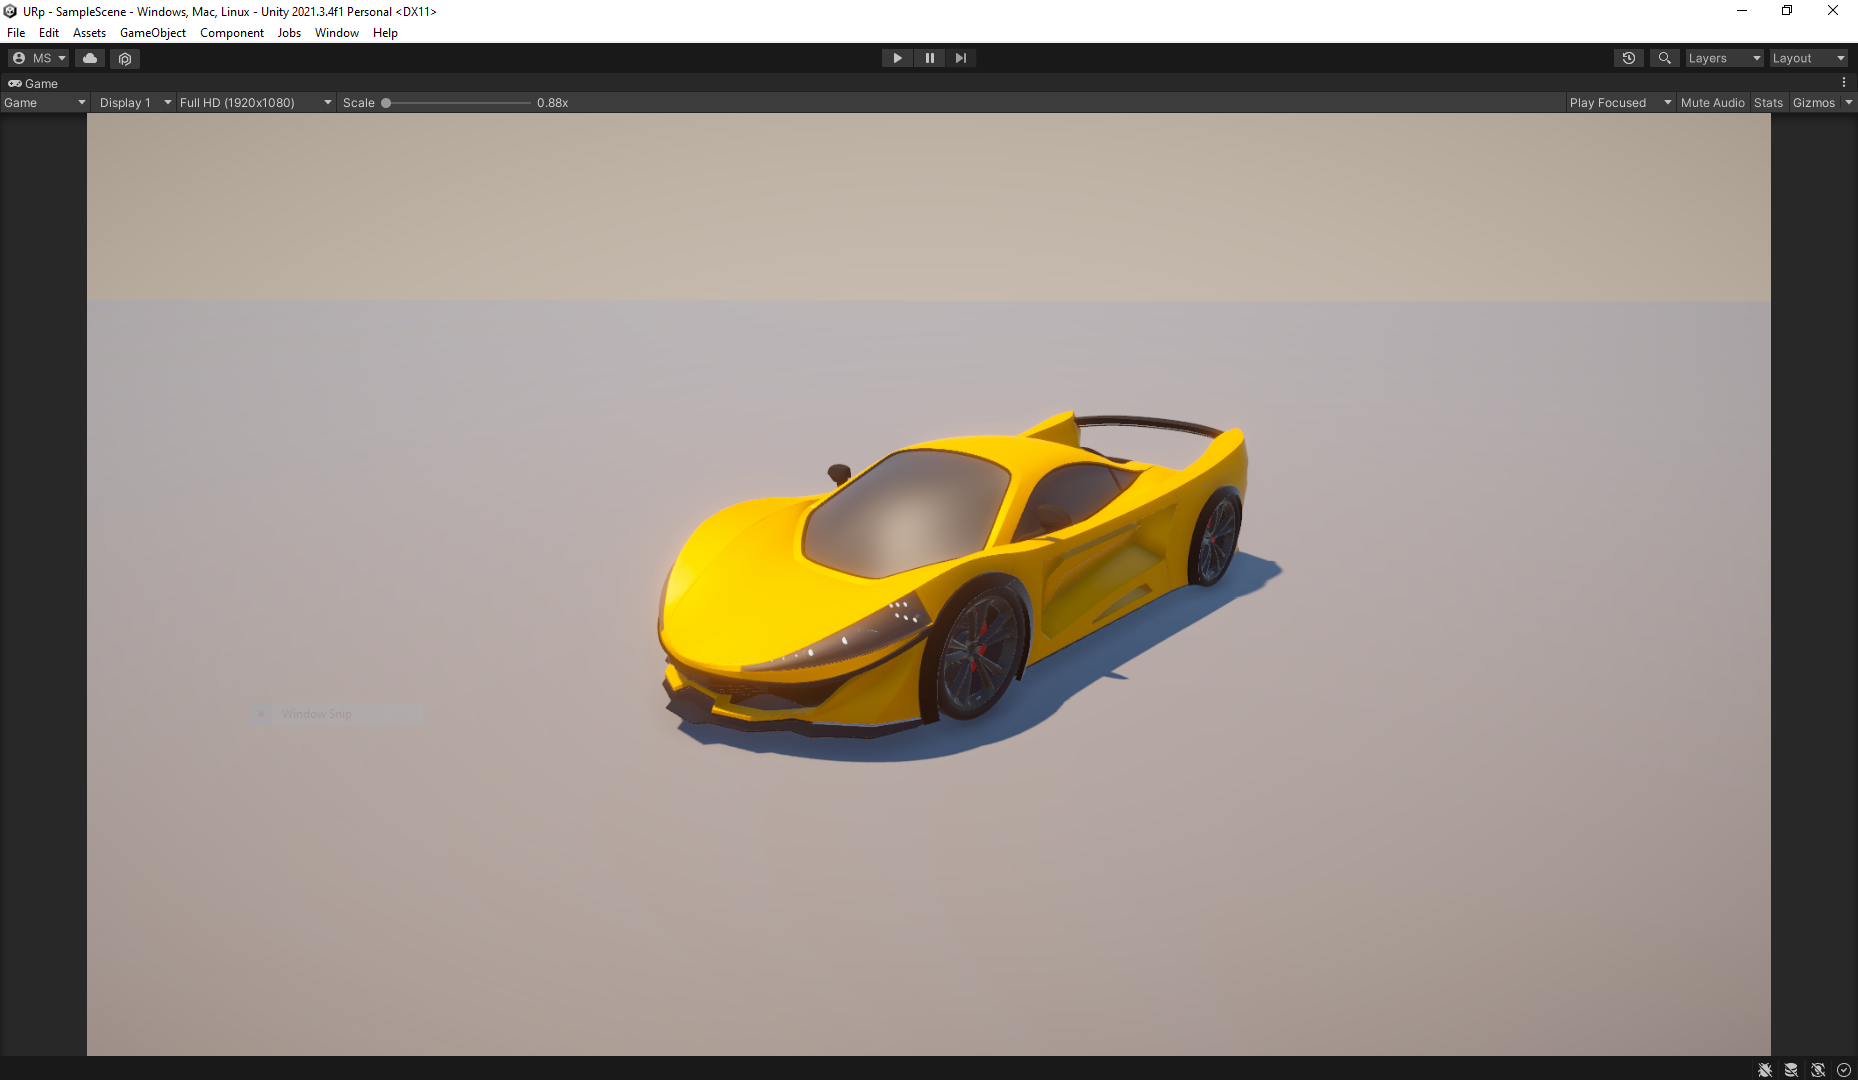 URp - SampleScene - Windows, Mac, Linux - Unity 2021.3.4f1 Personal <DX11>
File Edit Assets GameObject Component Jobs Window Help
MS Layers Layout
Game
Game Display 1 Full HD (1920x1080) Scale 0.88x Play Focused Mute Audio Stats Gizmos
Window Snip